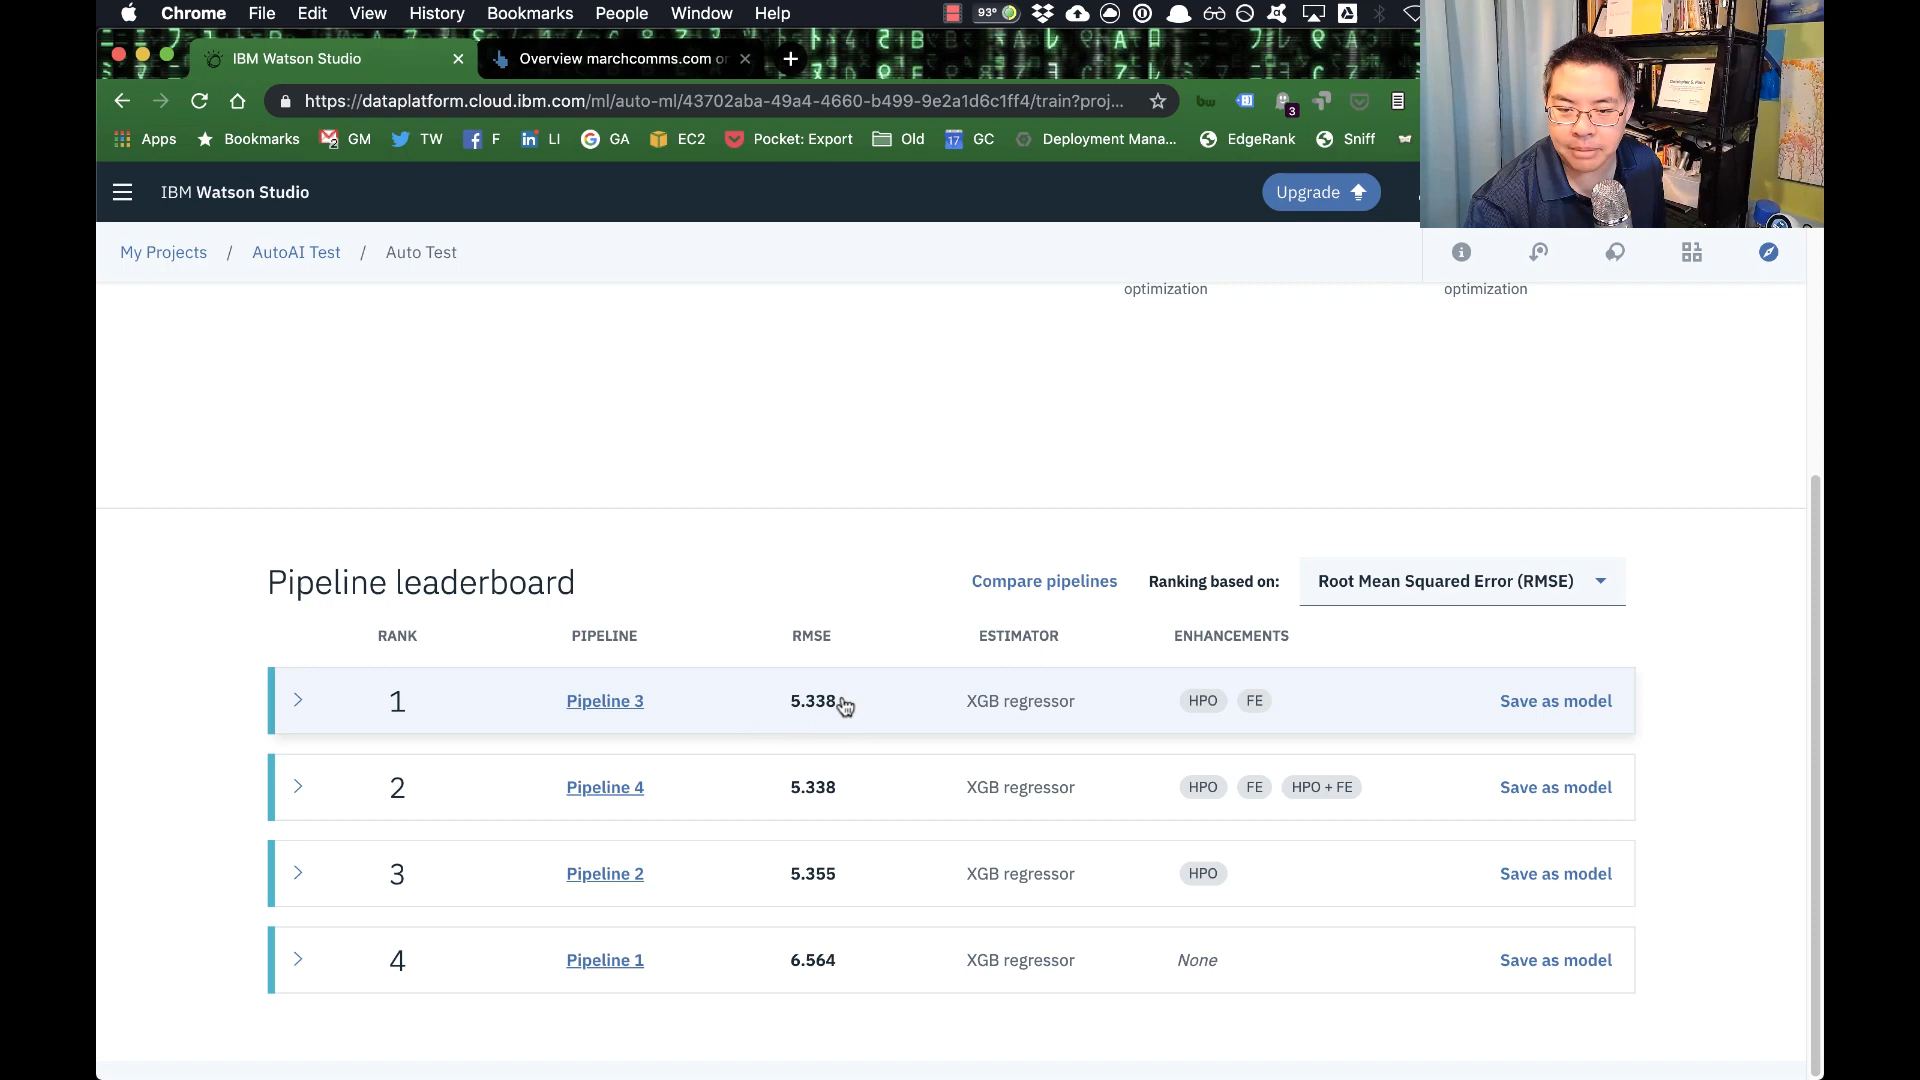 Chrome File Edit View History Bookmarks People Window Help 93°
IBM Watson Studio Overview marchcomms.com or
https://dataplatform.cloud.ibm.com/ml/auto-ml/43702aba-49a4-4660-b499-9e2a1d6c1ff4/train?proj... bw 3
Apps Bookmarks 2 GM TW F LI GA EC2 Pocket: Export Old 17 GC Deployment Mana... EdgeRank Sniff
IBM Watson Studio Upgrade
My Projects / AutoAI Test / Auto Test
optimization optimization
Pipeline leaderboard Compare pipelines Ranking based on: Root Mean Squared Error (RMSE)
RANK PIPELINE RMSE ESTIMATOR ENHANCEMENTS
1 Pipeline 3 5.338 XGB regressor HPO FE Save as model
2 Pipeline 4 5.338 XGB regressor HPO FE HPO + FE Save as model
3 Pipeline 2 5.355 XGB regressor HPO Save as model
4 Pipeline 1 6.564 XGB regressor None Save as model